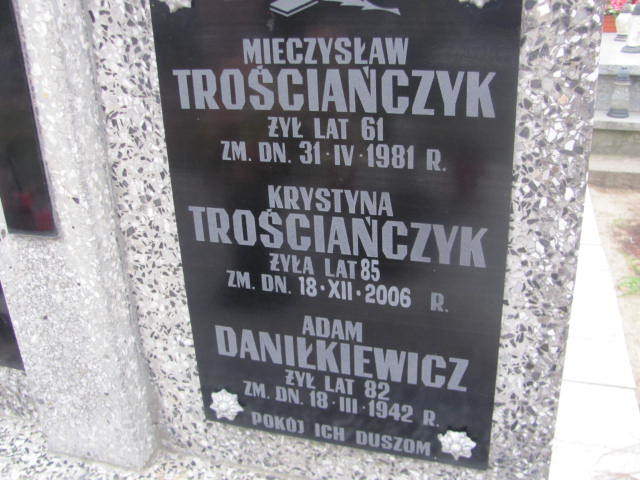 MIECZYSŁAW
TROŚCIAŃCZYK
ŻYŁ LAT 61
ZM. DN. 31·IV·1981 R.
KRYSTYNA
TROŚCIAŃCZYK
ŻYŁA LAT 85
ZM. DN. 18·XII·2006 R.
ADAM
DANIŁKIEWICZ
ŻYŁ LAT 82
ZM. DN. 18·III·1942 R.
POKÓJ ICH DUSZOM